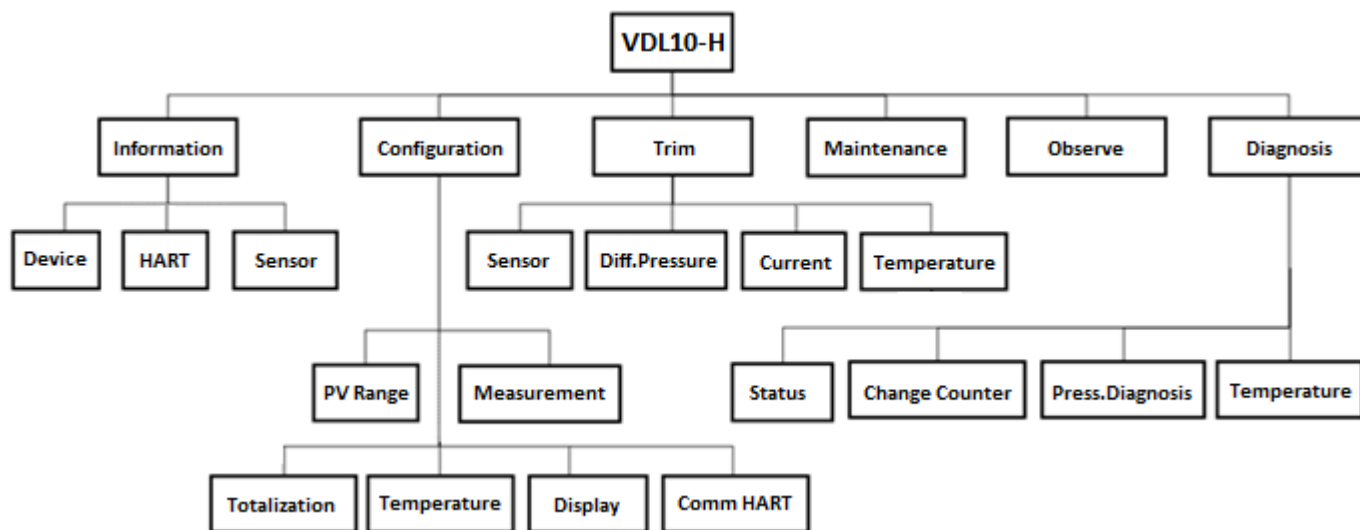 VDL10-H
Information
Configuration
Trim
Maintenance
Observe
Diagnosis
Device
HART
Sensor
Sensor
Diff.Pressure
Current
Temperature
PV Range
Measurement
Status
Change Counter
Press.Diagnosis
Temperature
Totalization
Temperature
Display
Comm HART